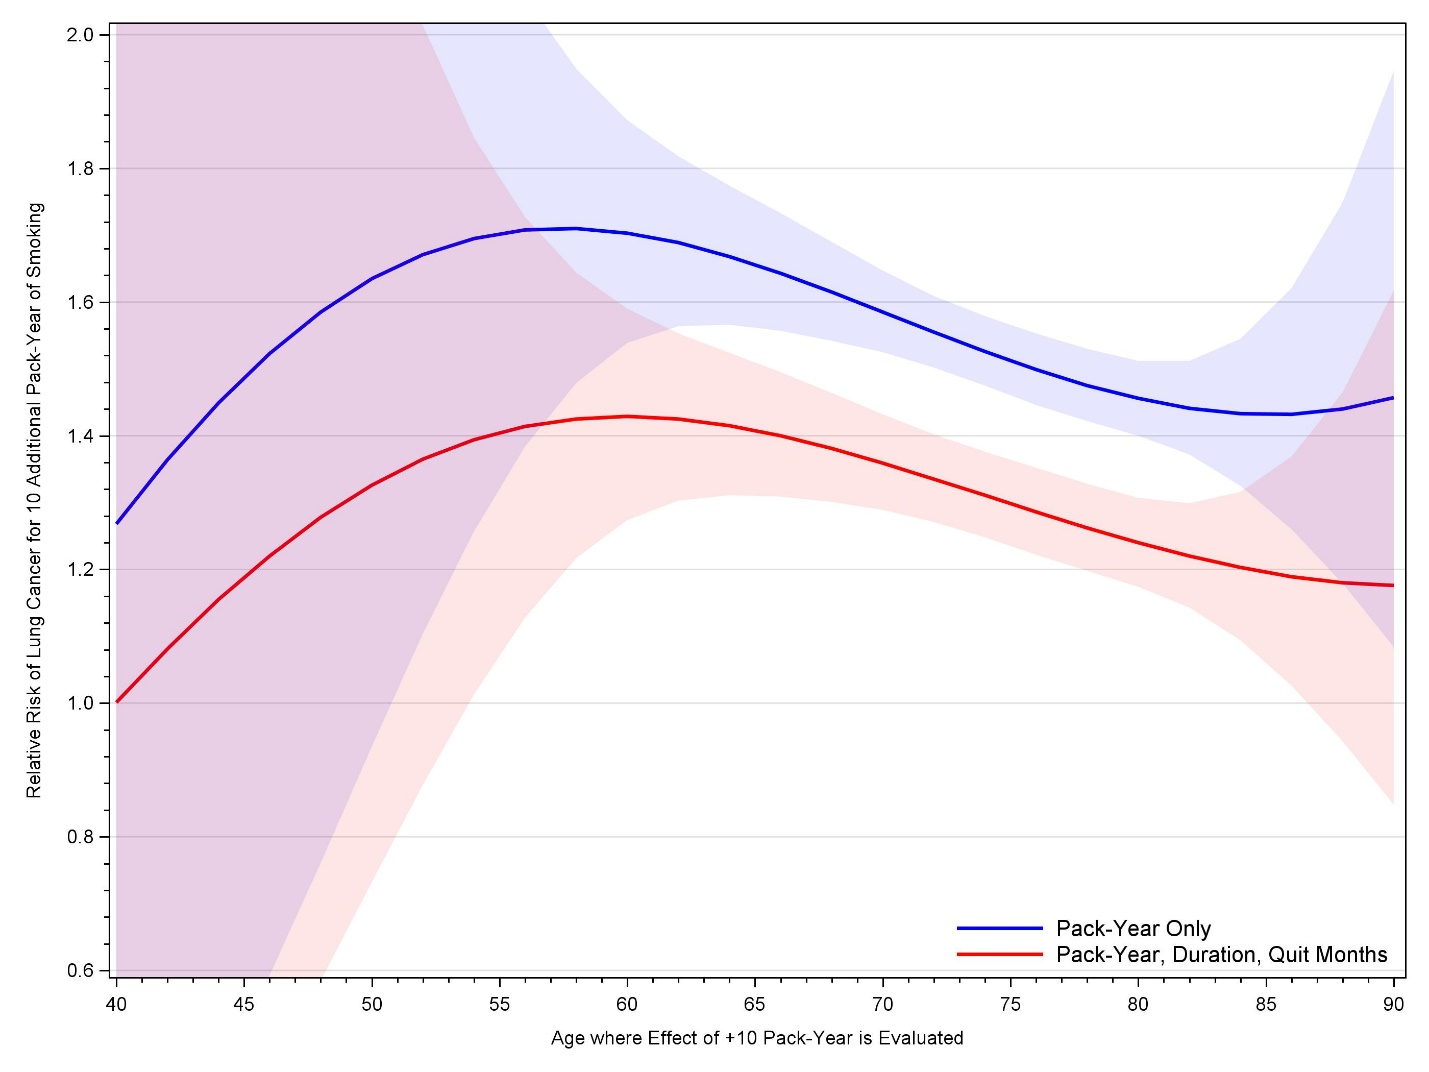 Relative Risk of Lung Cancer for 10 Additional Pack-Year of Smoking
2.0
1.8
1.6
1.4
1.2
1.0
0.8
0.6
Pack-Year Only
Pack-Year, Duration, Quit Months
40 45 50 55 60 65 70 75 80 85 90
Age where Effect of +10 Pack-Year is Evaluated